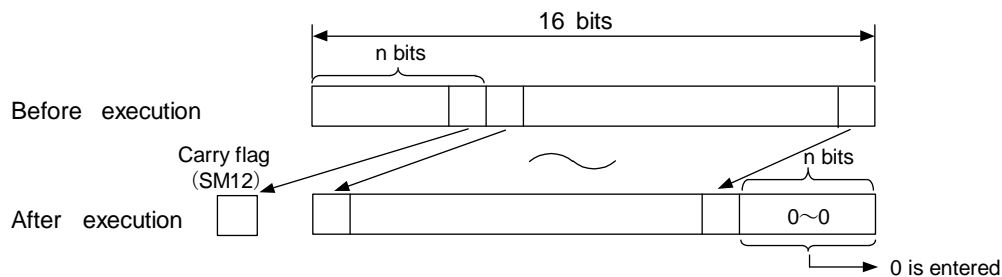 16 bits
n bits
Before execution
Carry flag
(SM12)
n bits
After execution
0～0
0 is entered